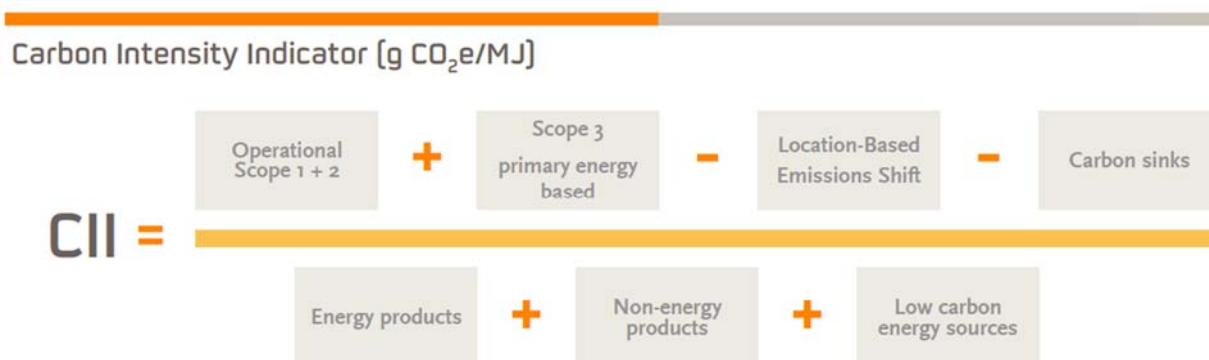 Carbon Intensity Indicator [g CO₂e/MJ]
Operational
Scope 1 + 2
+
Scope 3
primary energy
based
-
Location-Based
Emissions Shift
-
Carbon sinks
CII =
Energy products
+
Non-energy
products
+
Low carbon
energy sources